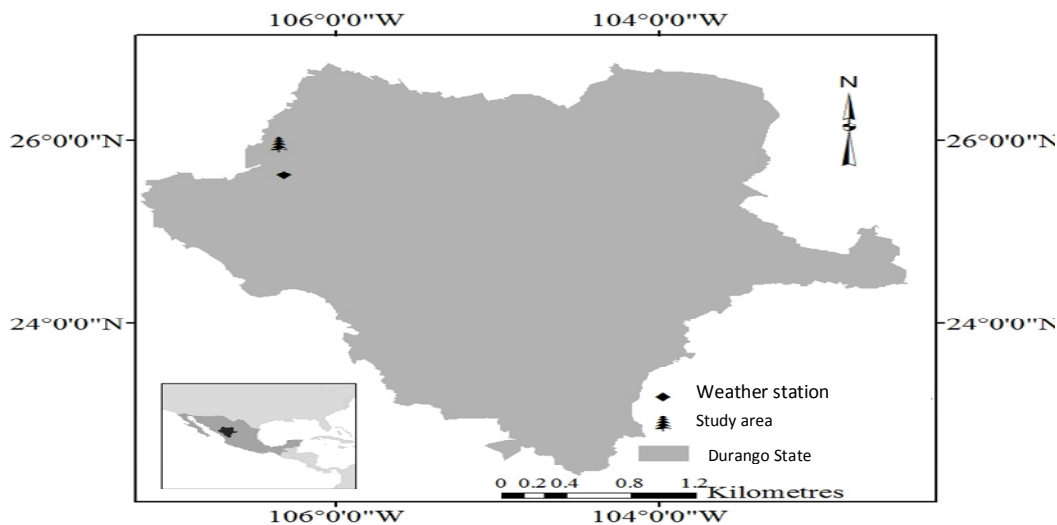 106°0'0"W 104°0'0"W
N
26°0'0"N 26°0'0"N
24°0'0"N 24°0'0"N
Weather station
Study area
Durango State
0 0.2 0.4 0.8 1.2 Kilometres
106°0'0"W 104°0'0"W